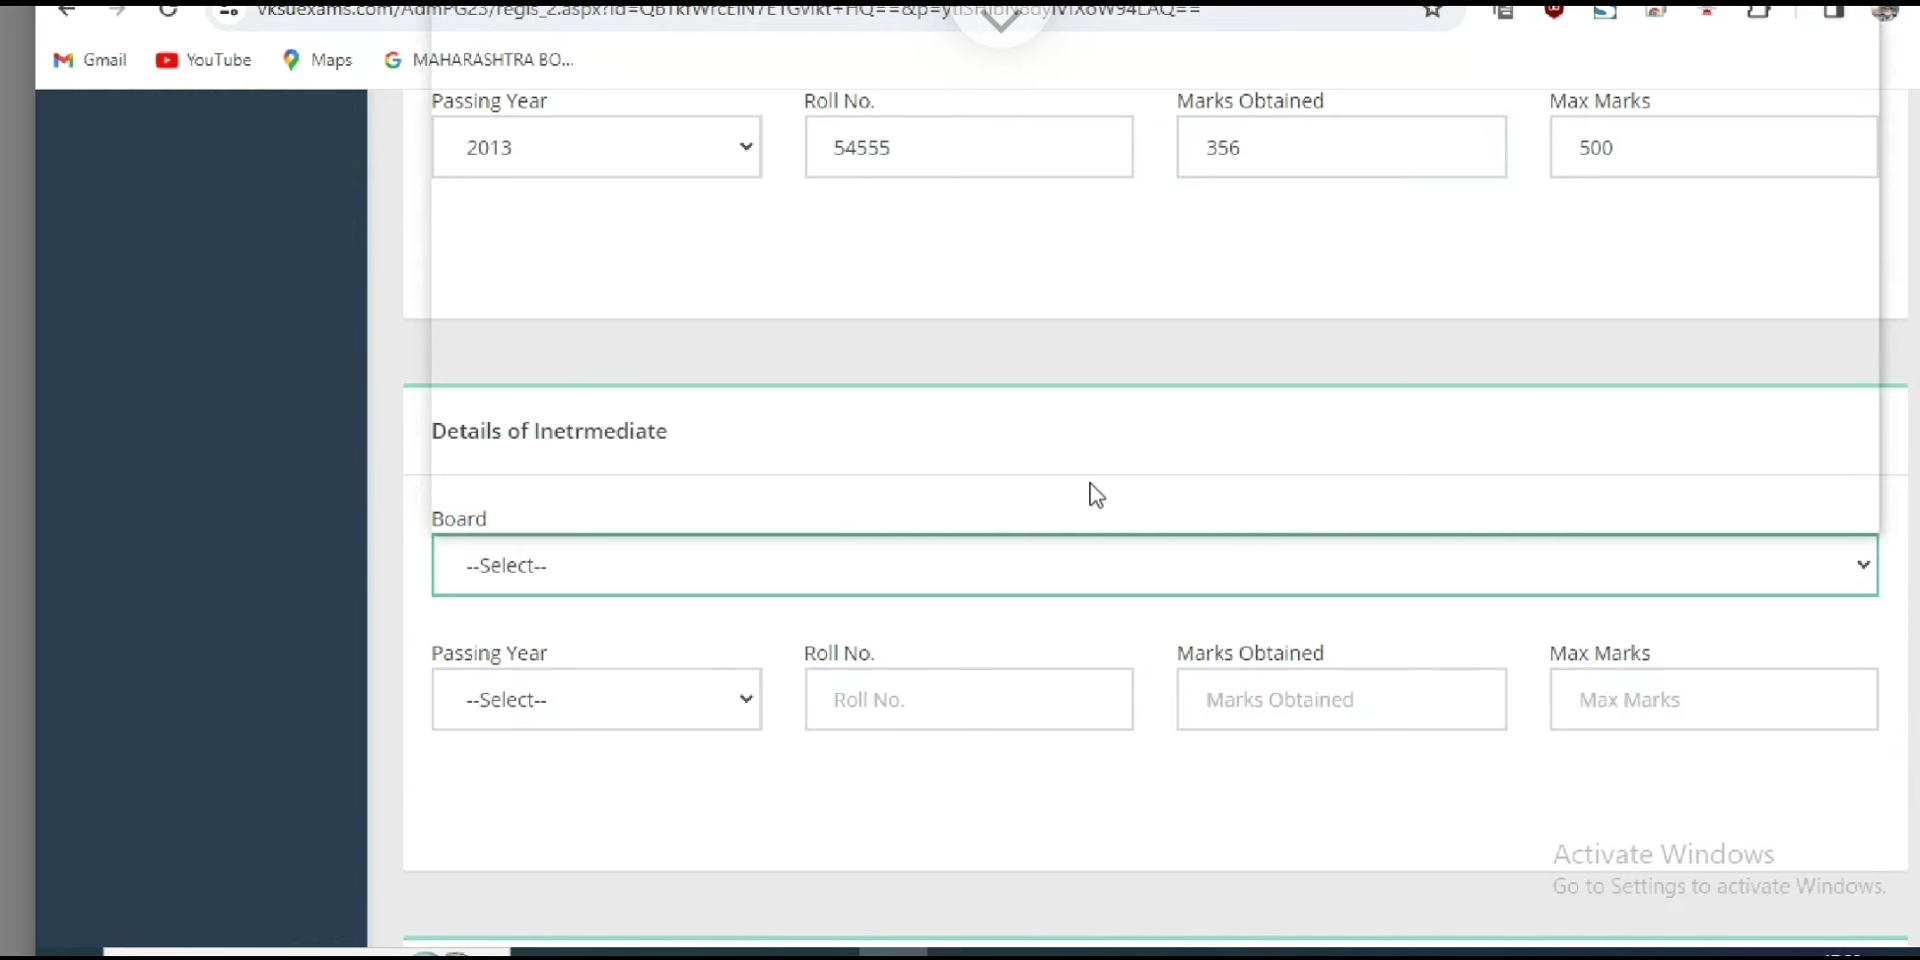 Gmail YouTube Maps MAHARASHTRA BO...
Passing Year Roll No. Marks Obtained Max Marks
2013 54555 356 500
Details of Inetrmediate
Board
--Select--
Passing Year Roll No. Marks Obtained Max Marks
--Select-- Roll No. Marks Obtained Max Marks
Activate Windows
Go to Settings to activate Windows.